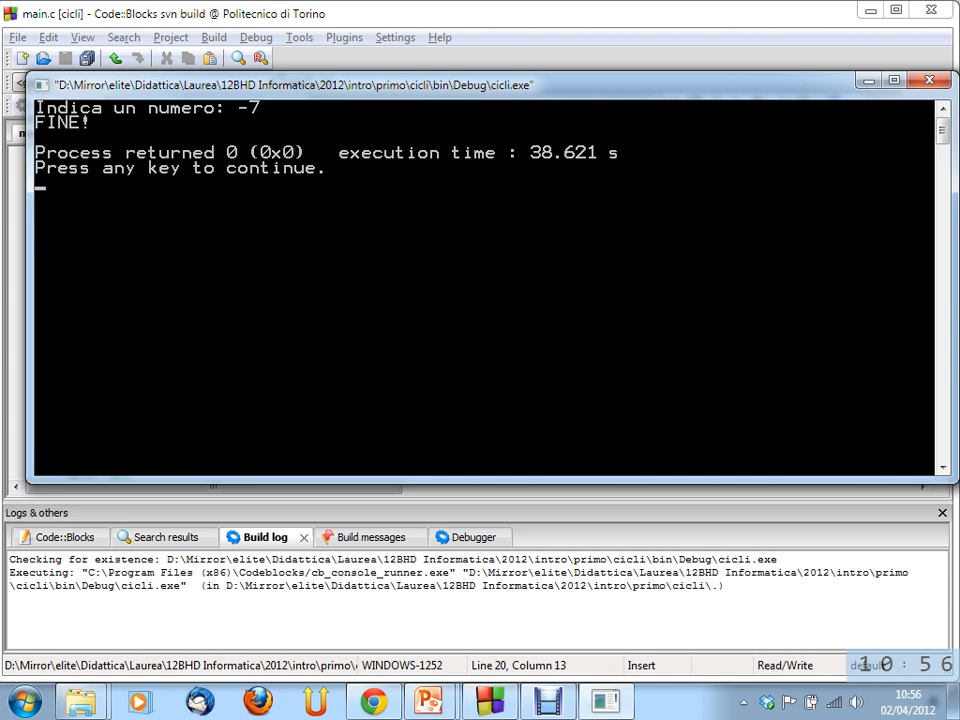 main.c [cicli] - Code::Blocks svn build @ Politecnico di Torino
File Edit View Search Project Build Debug Tools Plugins Settings Help
"D:\Mirror\elite\Didattica\Laurea\12BHD Informatica\2012\intro\primo\cicli\bin\Debug\cicli.exe"
Indica un numero: -7
FINE!
Process returned 0 (0x0) execution time : 38.621 s
Press any key to continue.
Logs & others
Code::Blocks Search results Build log Build messages Debugger
Checking for existence: D:\Mirror\elite\Didattica\Laurea\12BHD Informatica\2012\intro\primo\cicli\bin\Debug\cicli.exe
Executing: "C:\Program Files (x86)\Codeblocks/cb_console_runner.exe" "D:\Mirror\elite\Didattica\Laurea\12BHD Informatica\2012\intro\primo
\cicli\bin\Debug\cicli.exe" (in D:\Mirror\elite\Didattica\Laurea\12BHD Informatica\2012\intro\primo\cicli\.)
D:\Mirror\elite\Didattica\Laurea\12BHD Informatica\2012\intro\primo\ WINDOWS-1252 Line 20, Column 13 Insert Read/Write default
10:56
10:56
02/04/2012